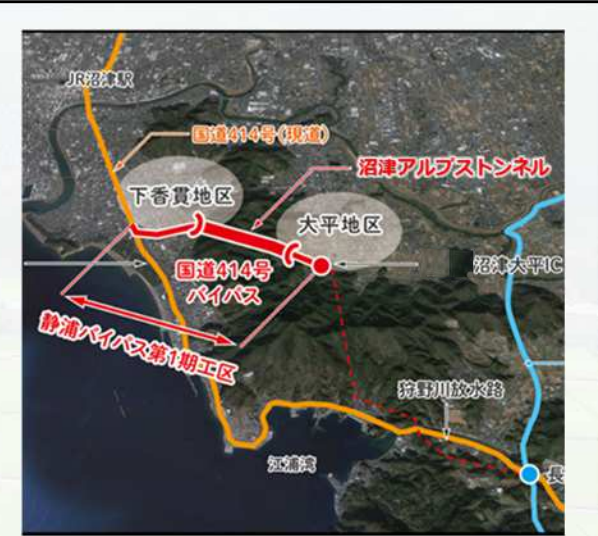 JR沼津駅
国道414号(現道)
沼津アルプストンネル
下香貫地区
大平地区
沼津大平IC
国道414号
バイパス
静浦バイパス第1期工区
狩野川放水路
江浦湾
長